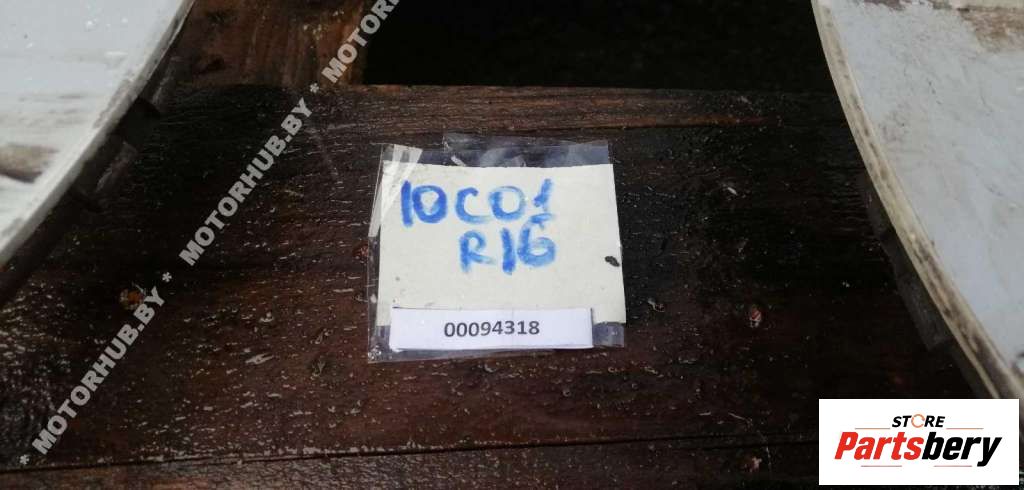 * MOTORHUB.BY * MOTORHUB.BY * MOTORHUB.BY
10C01
R16
00094318
STORE
Partsbery